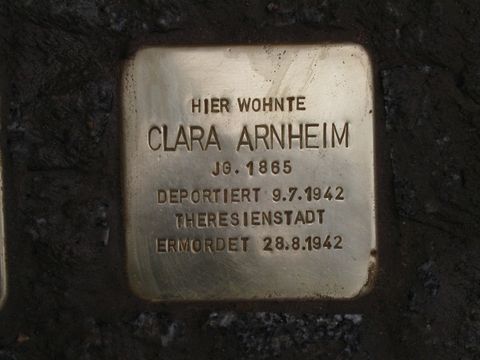 HIER WOHNTE
CLARA ARNHEIM
JG. 1865
DEPORTIERT 9.7.1942
THERESIENSTADT
ERMORDET 28.8.1942